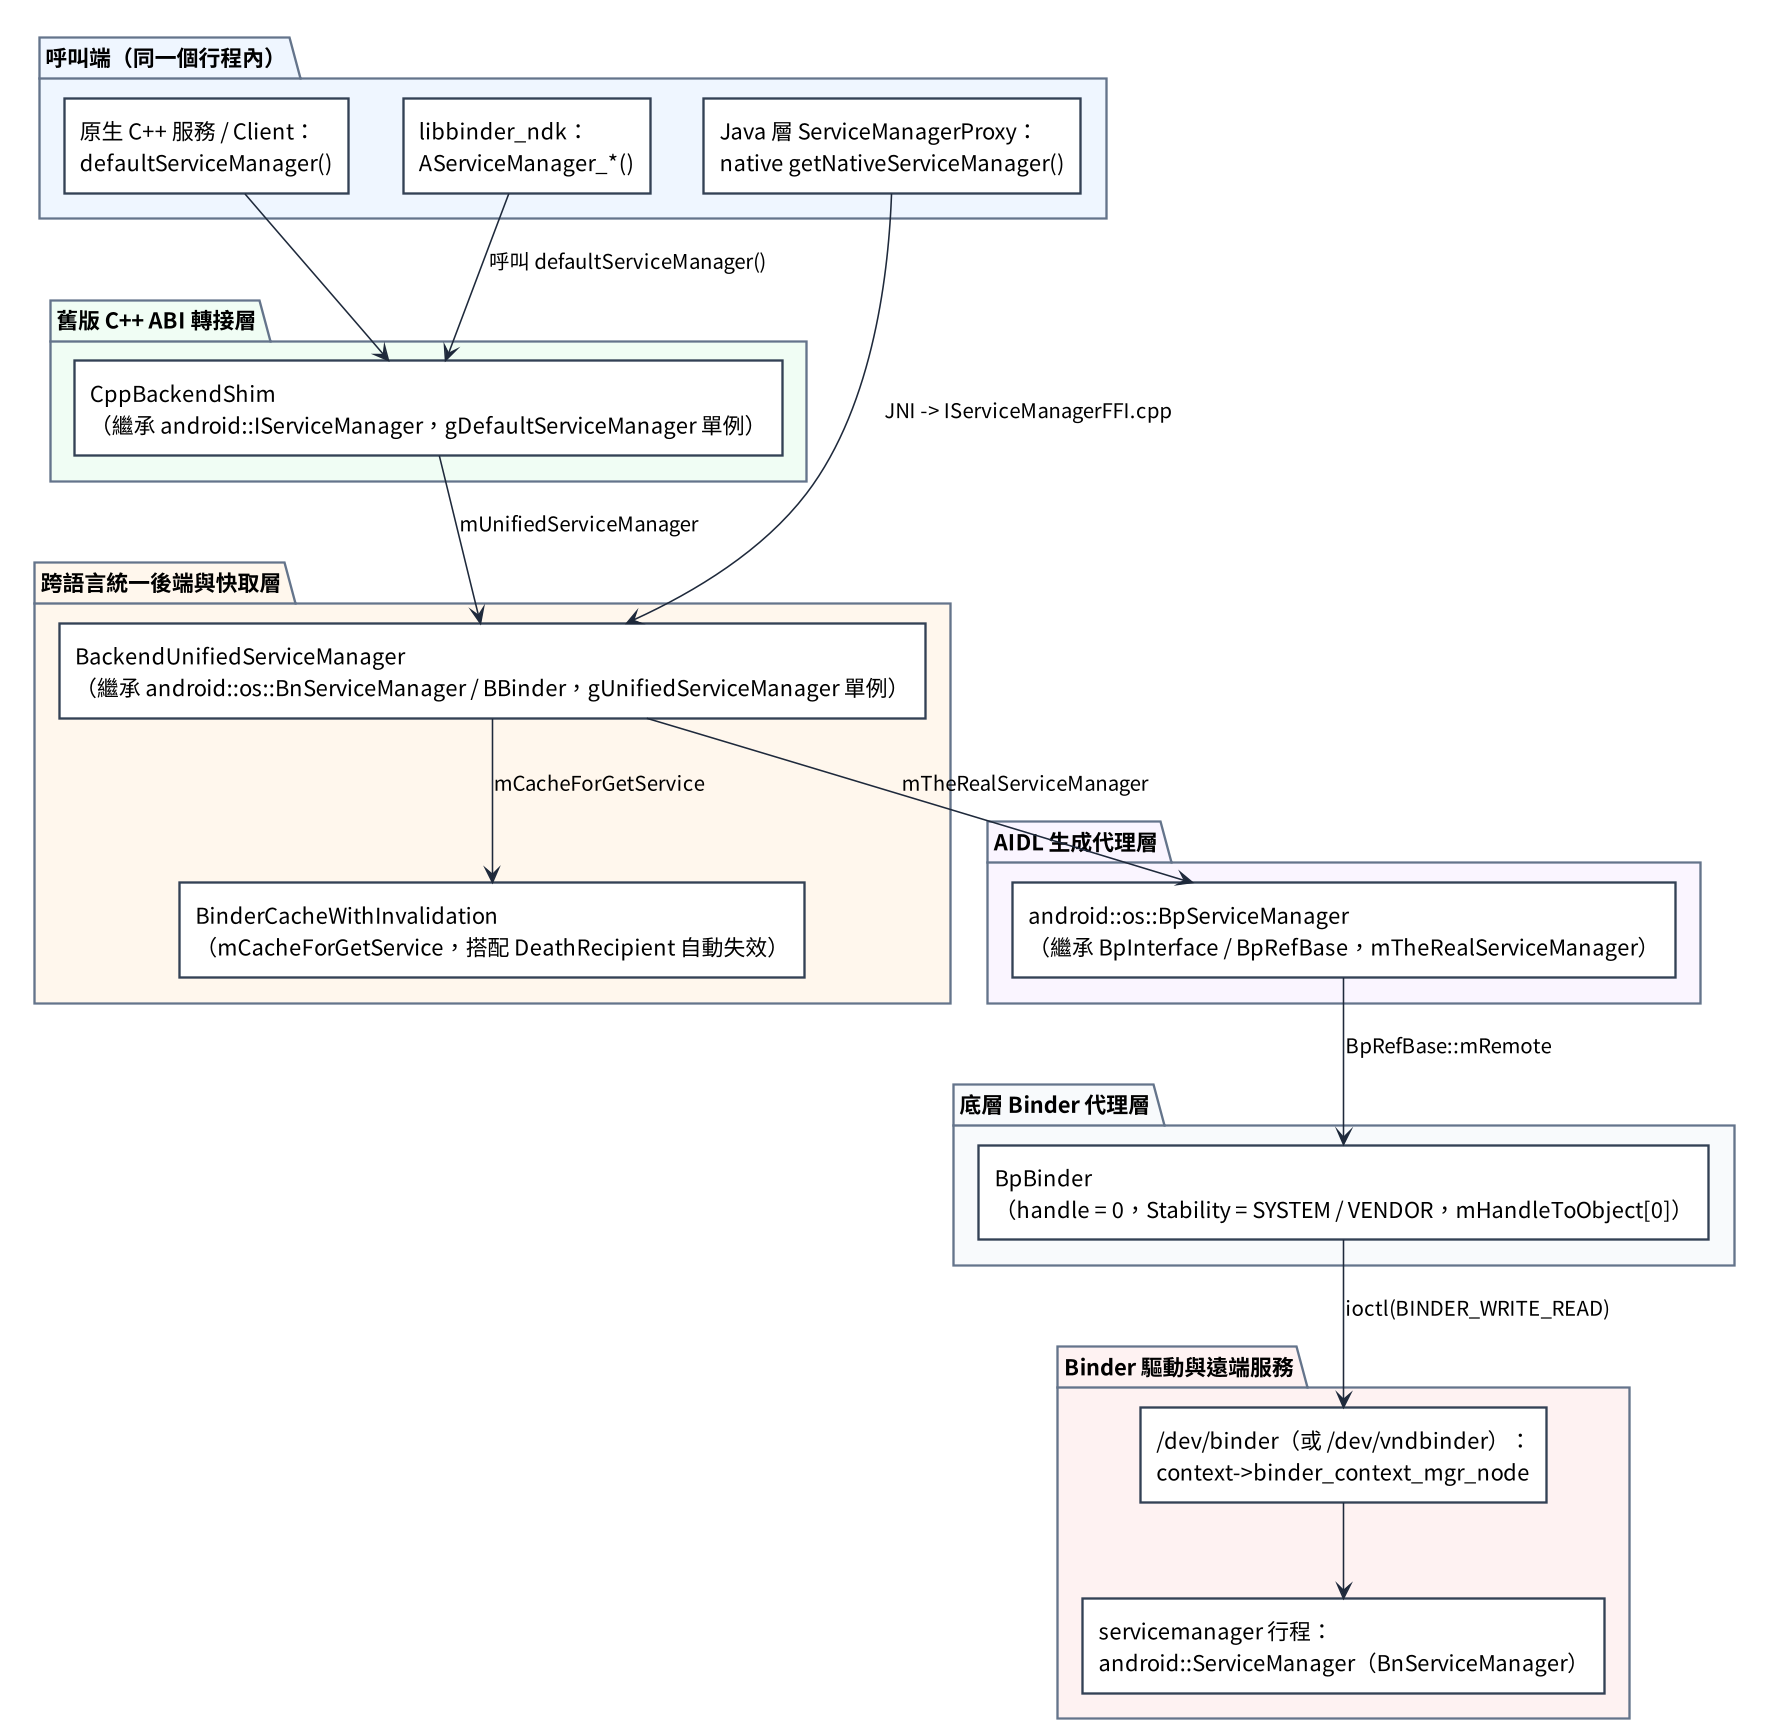 呼叫端（同一個行程內）
原生 C++ 服務 / Client：
defaultServiceManager()
libbinder_ndk：
AServiceManager_*()
Java 層 ServiceManagerProxy：
native getNativeServiceManager()
呼叫 defaultServiceManager()
舊版 C++ ABI 轉接層
CppBackendShim
（繼承 android::IServiceManager，gDefaultServiceManager 單例）
JNI -> IServiceManagerFFI.cpp
mUnifiedServiceManager
跨語言統一後端與快取層
BackendUnifiedServiceManager
（繼承 android::os::BnServiceManager / BBinder，gUnifiedServiceManager 單例）
mCacheForGetService
mTheRealServiceManager
AIDL 生成代理層
BinderCacheWithInvalidation
（mCacheForGetService，搭配 DeathRecipient 自動失效）
android::os::BpServiceManager
（繼承 BpInterface / BpRefBase，mTheRealServiceManager）
BpRefBase::mRemote
底層 Binder 代理層
BpBinder
（handle = 0，Stability = SYSTEM / VENDOR，mHandleToObject[0]）
ioctl(BINDER_WRITE_READ)
Binder 驅動與遠端服務
/dev/binder（或 /dev/vndbinder）：
context->binder_context_mgr_node
servicemanager 行程：
android::ServiceManager（BnServiceManager）